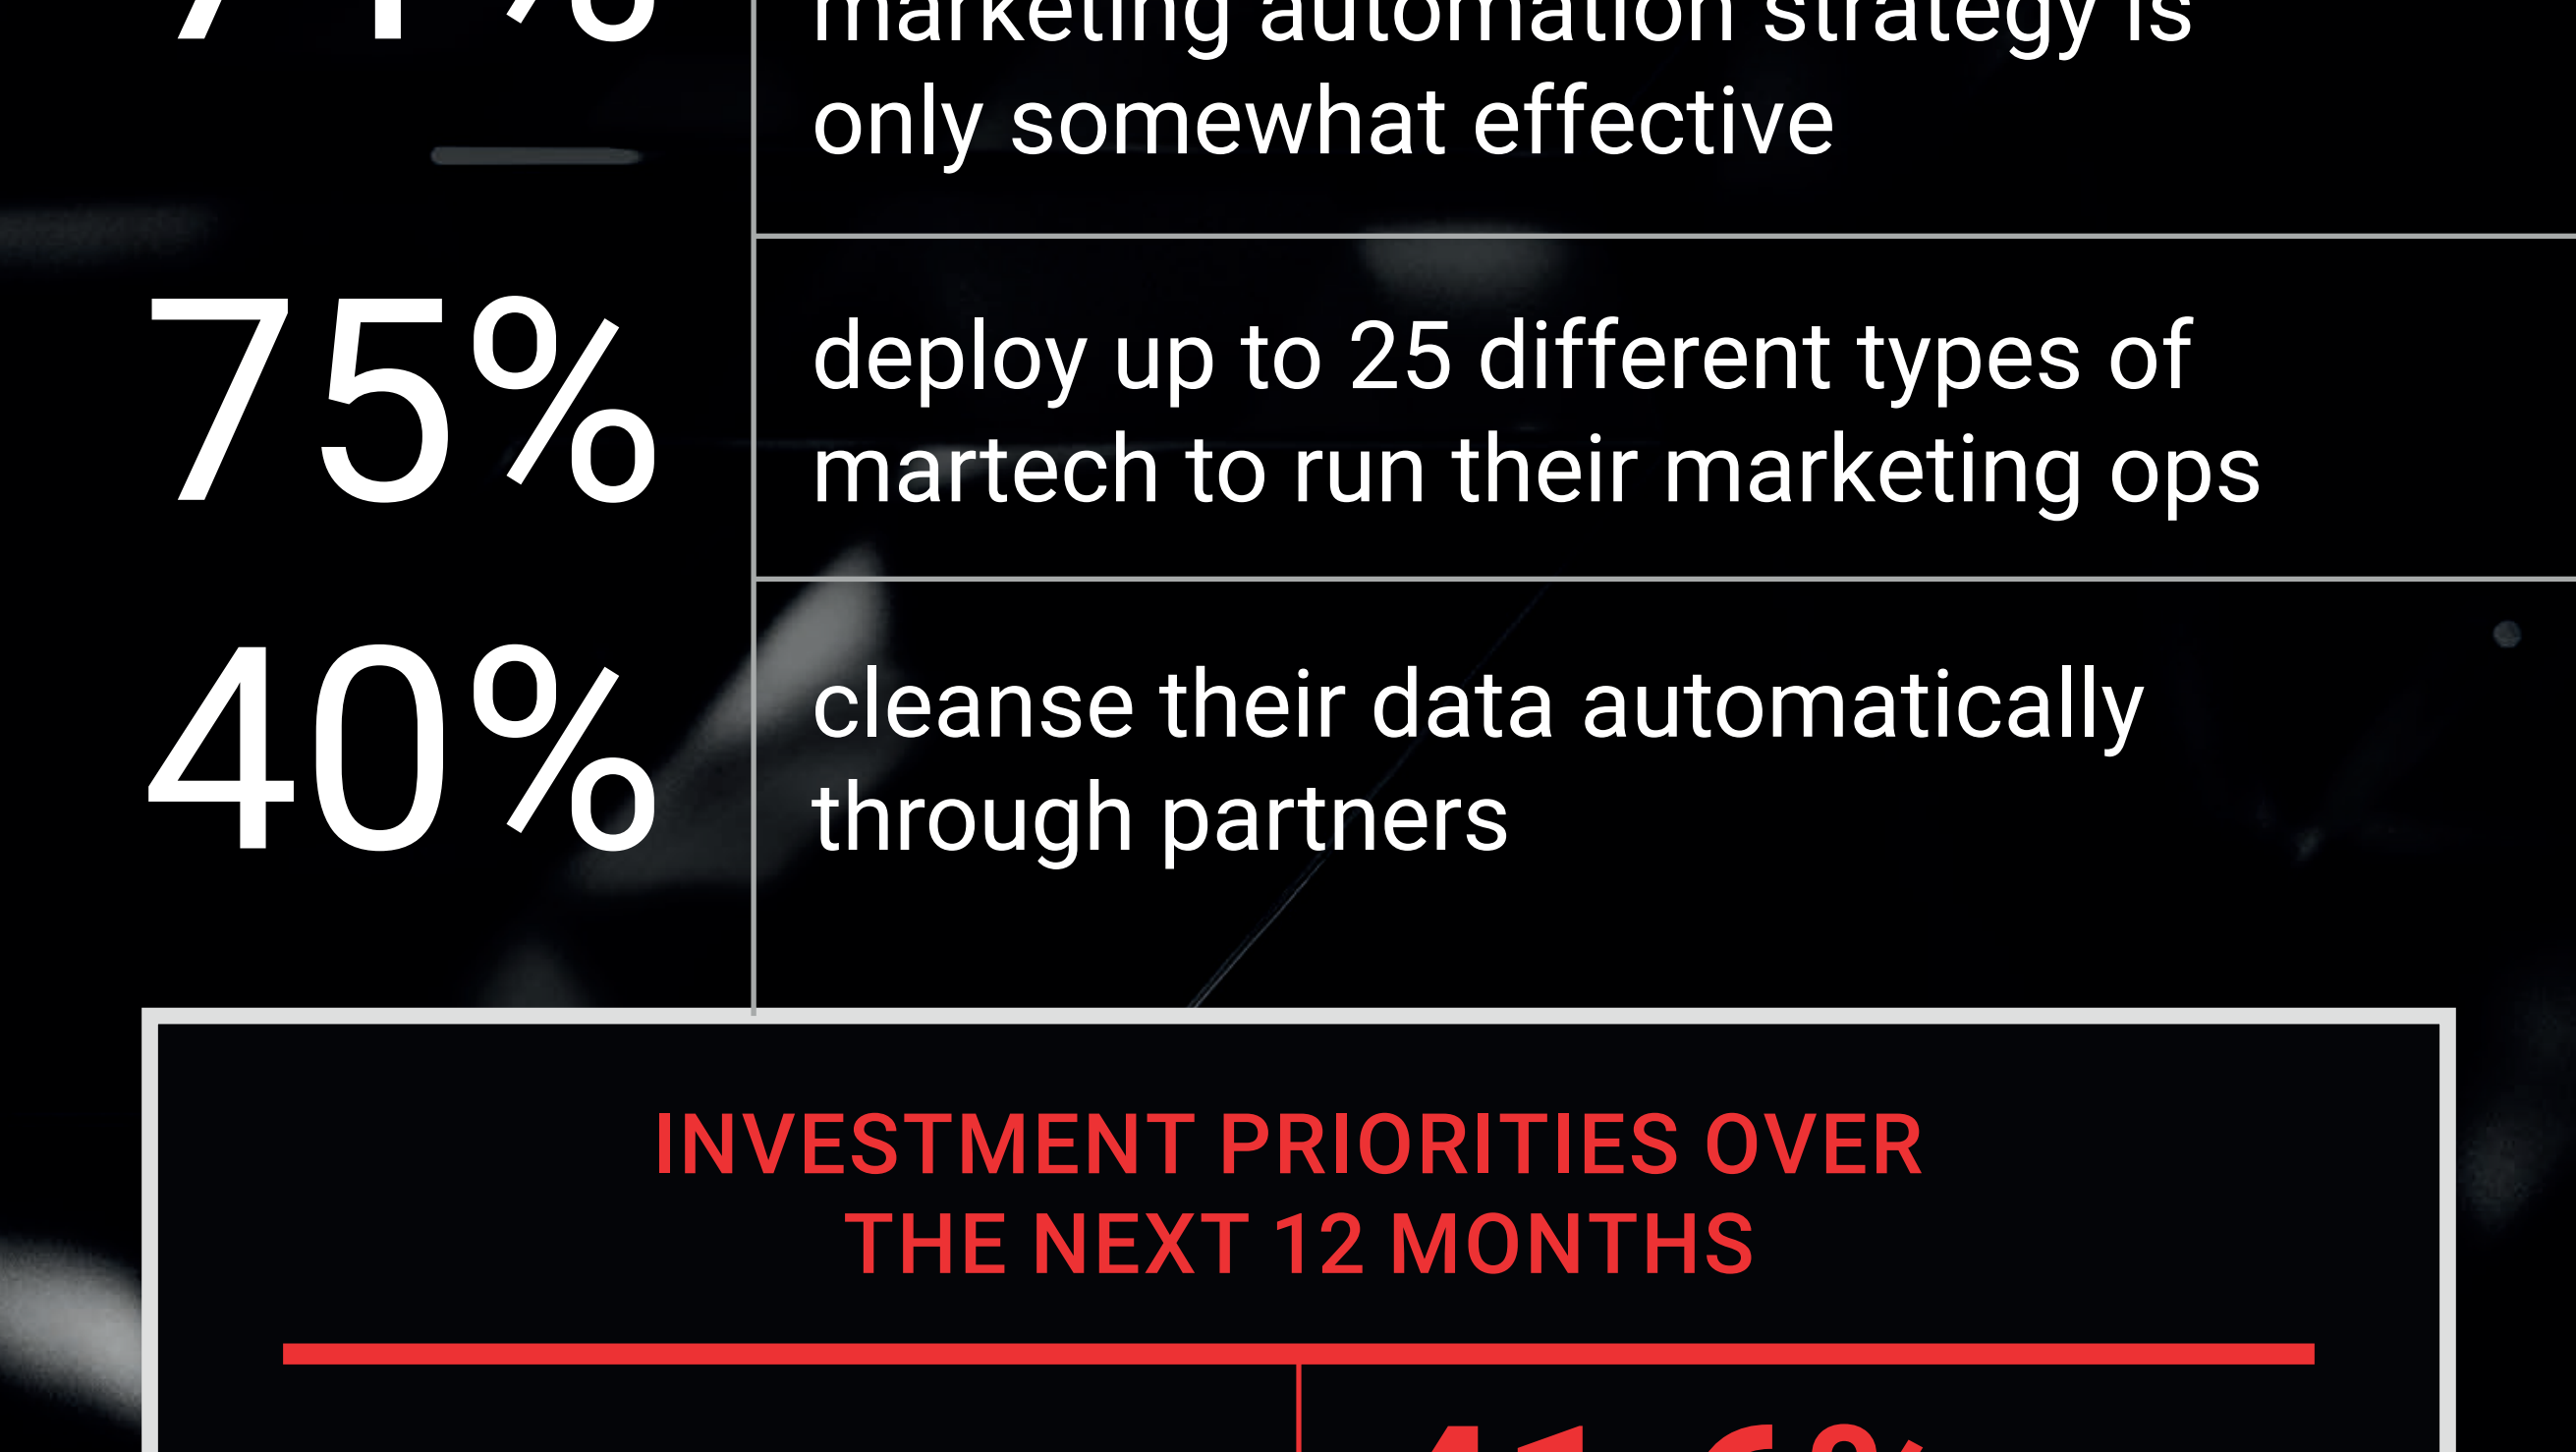 marketing automation strategy is
only somewhat effective
75%
deploy up to 25 different types of
martech to run their marketing ops
40%
cleanse their data automatically
through partners
INVESTMENT PRIORITIES OVER
THE NEXT 12 MONTHS